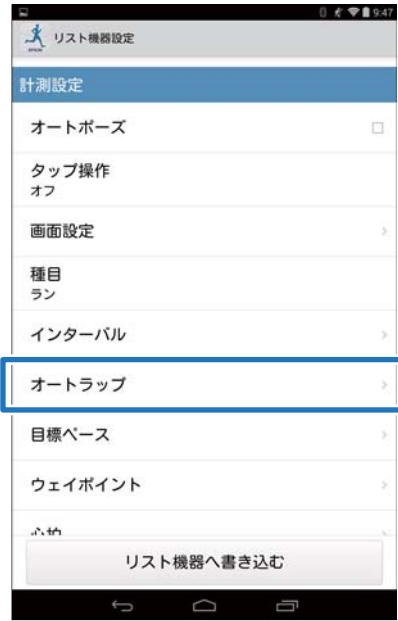 9:47
リスト機器設定
EPSON
計測設定
オートポーズ
タップ操作
オフ
画面設定
種目
ラン
インターバル
オートラップ
目標ペース
ウェイポイント
心拍
リスト機器へ書き込む